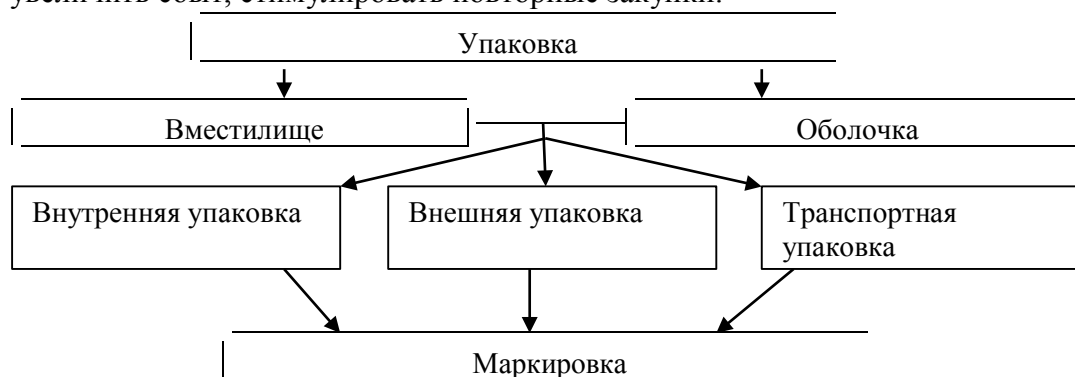 увеличить сбыт, стимулировать повторные закупки.
Упаковка
Вместилище
Оболочка
Внутренняя упаковка
Внешняя упаковка
Транспортная
упаковка
Маркировка